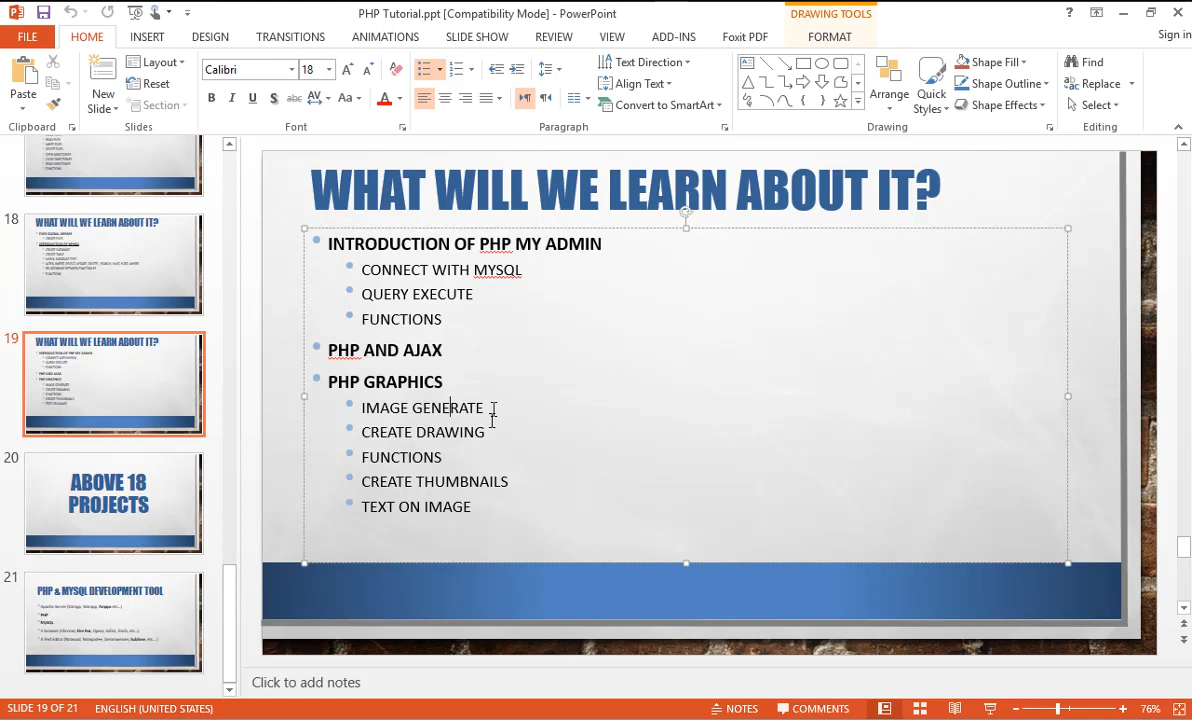 PHP Tutorial.ppt [Compatibility Mode] - PowerPoint
DRAWING TOOLS
FILE HOME INSERT DESIGN TRANSITIONS ANIMATIONS SLIDE SHOW REVIEW VIEW ADD-INS Foxit PDF FORMAT Sign in
Paste
New Slide
Layout
Reset
Section
Calibri 18
Text Direction
Align Text
Convert to SmartArt
Arrange
Quick Styles
Shape Fill
Shape Outline
Shape Effects
Find
Replace
Select
Clipboard Slides Font Paragraph Drawing Editing
18
WHAT WILL WE LEARN ABOUT IT?
19
WHAT WILL WE LEARN ABOUT IT?
20
ABOVE 18
PROJECTS
21
PHP & MYSQL DEVELOPMENT TOOL
PHP
MySQL
WHAT WILL WE LEARN ABOUT IT?
INTRODUCTION OF PHP MY ADMIN
CONNECT WITH MYSQL
QUERY EXECUTE
FUNCTIONS
PHP AND AJAX
PHP GRAPHICS
IMAGE GENERATE
CREATE DRAWING
FUNCTIONS
CREATE THUMBNAILS
TEXT ON IMAGE
Click to add notes
SLIDE 19 OF 21 ENGLISH (UNITED STATES) NOTES COMMENTS 76%